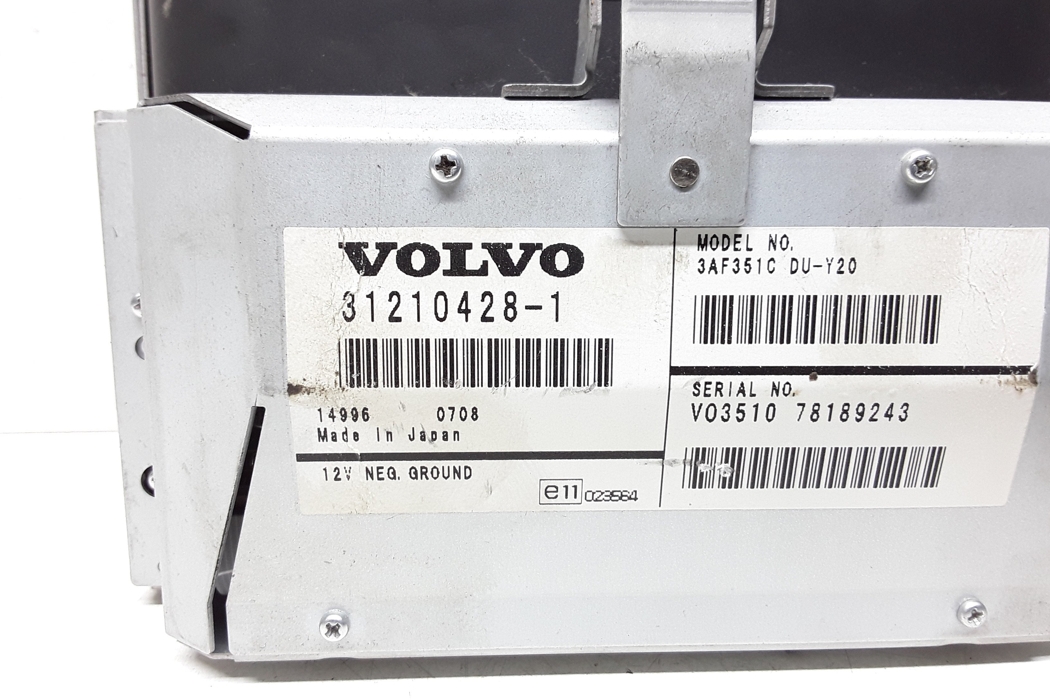 VOLVO
31210428-1
14996 0708
Made in Japan
12V NEG. GROUND
e11 023564
MODEL NO.
3AF351C DU-Y20
SERIAL NO.
VO3510 78189243